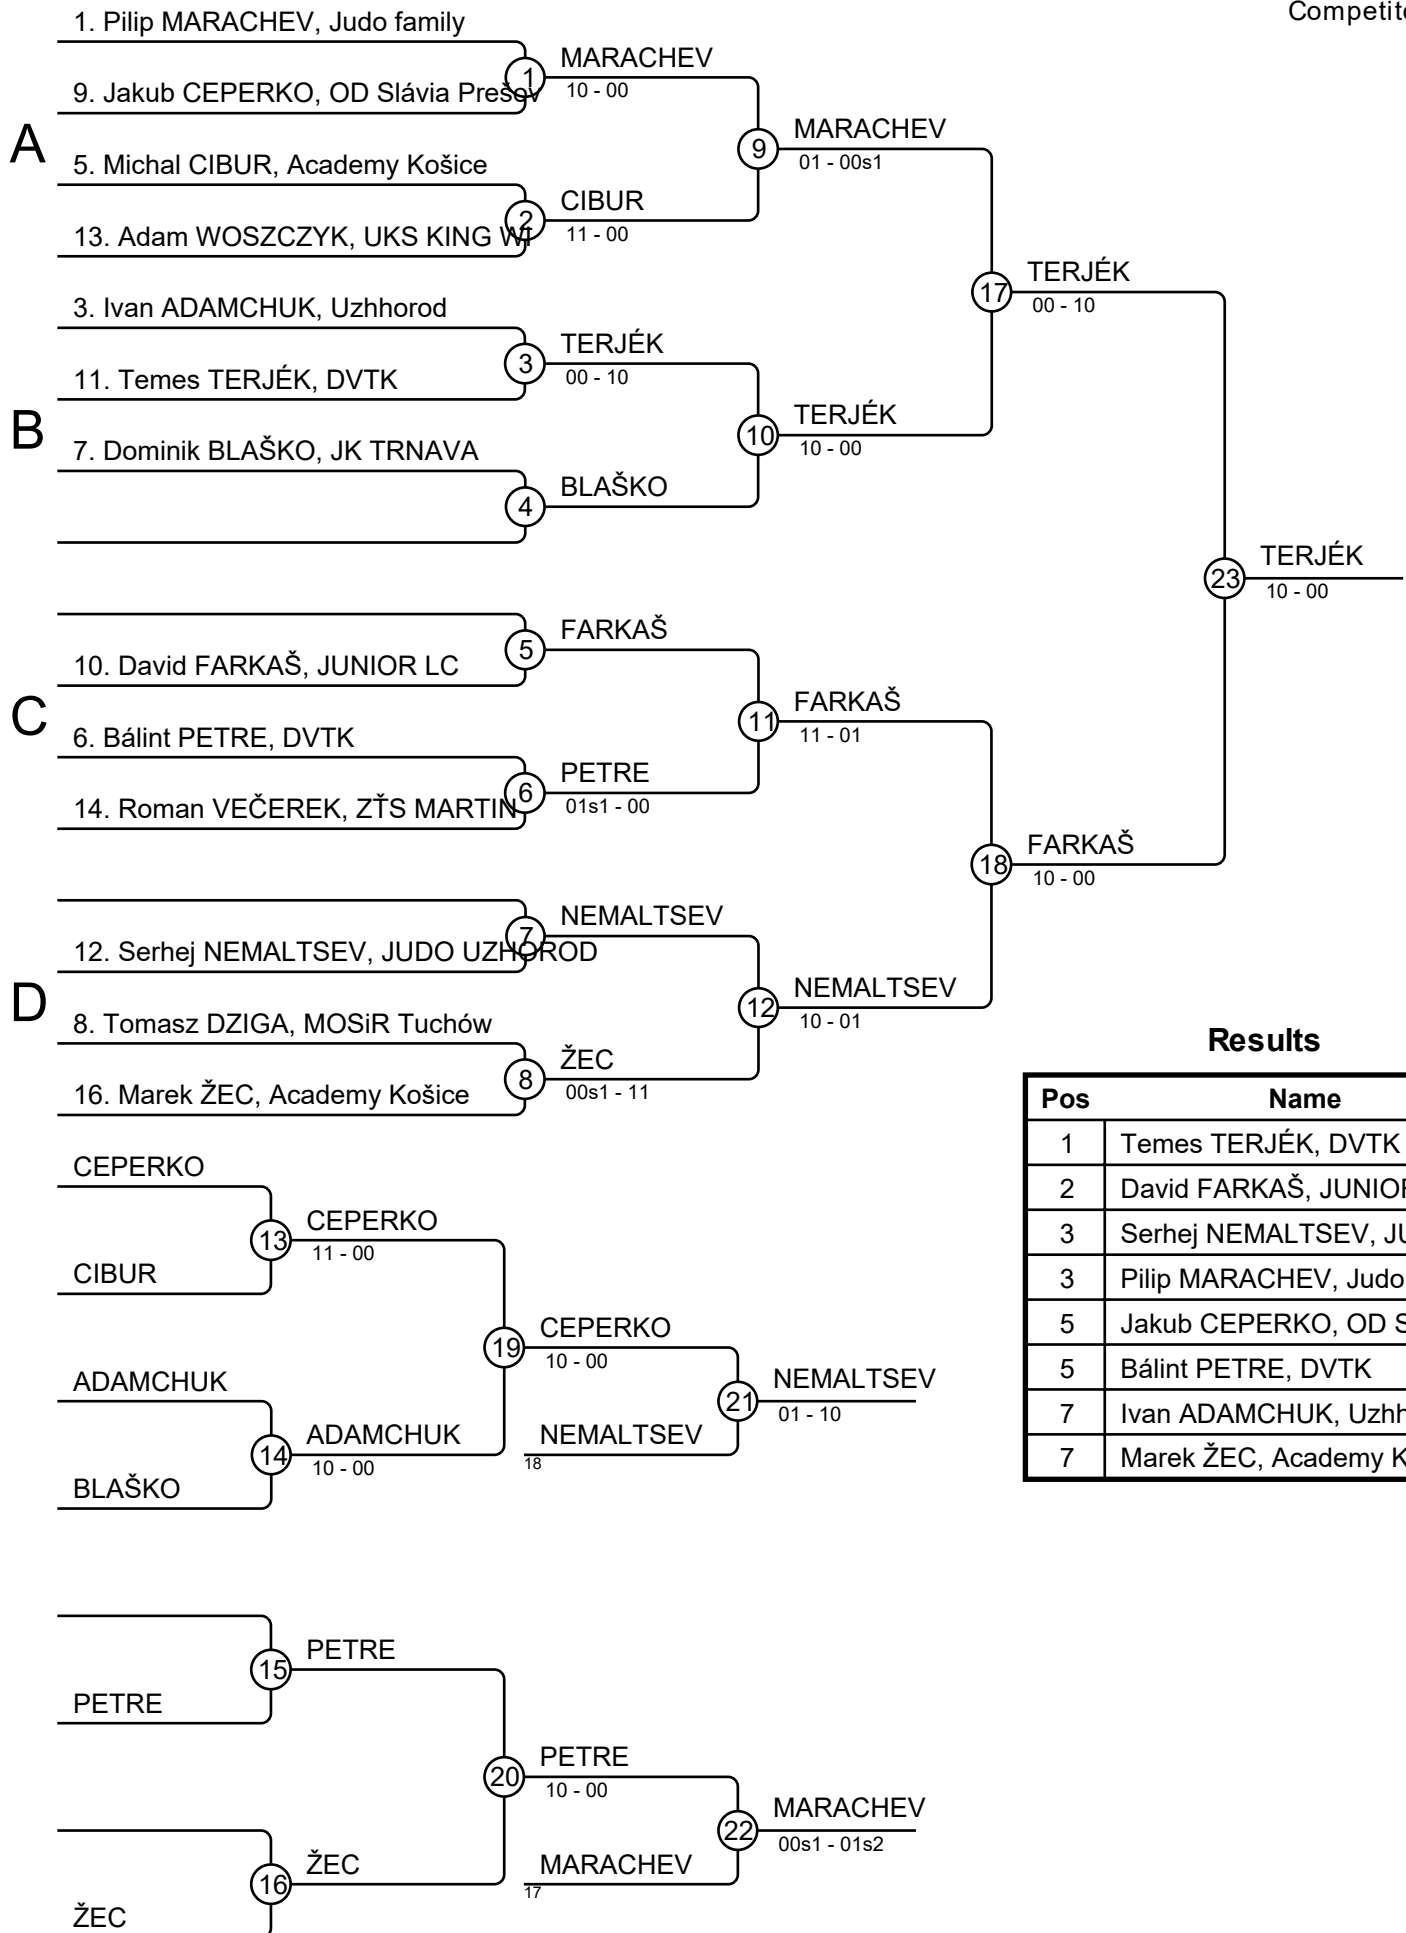 Competit
1. Pilip MARACHEV, Judo family
1
MARACHEV
10 - 00
9. Jakub CEPERKO, OD Slávia Prešov
A
9
MARACHEV
01 - 00s1
5. Michal CIBUR, Academy Košice
2
CIBUR
11 - 00
13. Adam WOSZCZYK, UKS KING WI
17
TERJÉK
00 - 10
3. Ivan ADAMCHUK, Uzhhorod
3
TERJÉK
00 - 10
11. Temes TERJÉK, DVTK
B
10
TERJÉK
10 - 00
7. Dominik BLAŠKO, JK TRNAVA
4
BLAŠKO
23
TERJÉK
10 - 00
5
FARKAŠ
10. David FARKAŠ, JUNIOR LC
C
11
FARKAŠ
11 - 01
6. Bálint PETRE, DVTK
6
PETRE
01s1 - 00
14. Roman VEČEREK, ZŤS MARTIN
18
FARKAŠ
10 - 00
7
NEMALTSEV
12. Serhej NEMALTSEV, JUDO UZHOROD
D
12
NEMALTSEV
10 - 01
8. Tomasz DZIGA, MOSiR Tuchów
8
ŽEC
00s1 - 11
16. Marek ŽEC, Academy Košice
Results
Pos Name
1 Temes TERJÉK, DVTK
2 David FARKAŠ, JUNIOR
3 Serhej NEMALTSEV, JU
3 Pilip MARACHEV, Judo
5 Jakub CEPERKO, OD S
5 Bálint PETRE, DVTK
7 Ivan ADAMCHUK, Uzhh
7 Marek ŽEC, Academy K
CEPERKO
13
CEPERKO
11 - 00
CIBUR
19
CEPERKO
10 - 00
ADAMCHUK
14
ADAMCHUK
10 - 00
BLAŠKO
21
NEMALTSEV
01 - 10
NEMALTSEV
18
15
PETRE
PETRE
20
PETRE
10 - 00
22
MARACHEV
00s1 - 01s2
MARACHEV
17
16
ŽEC
ŽEC